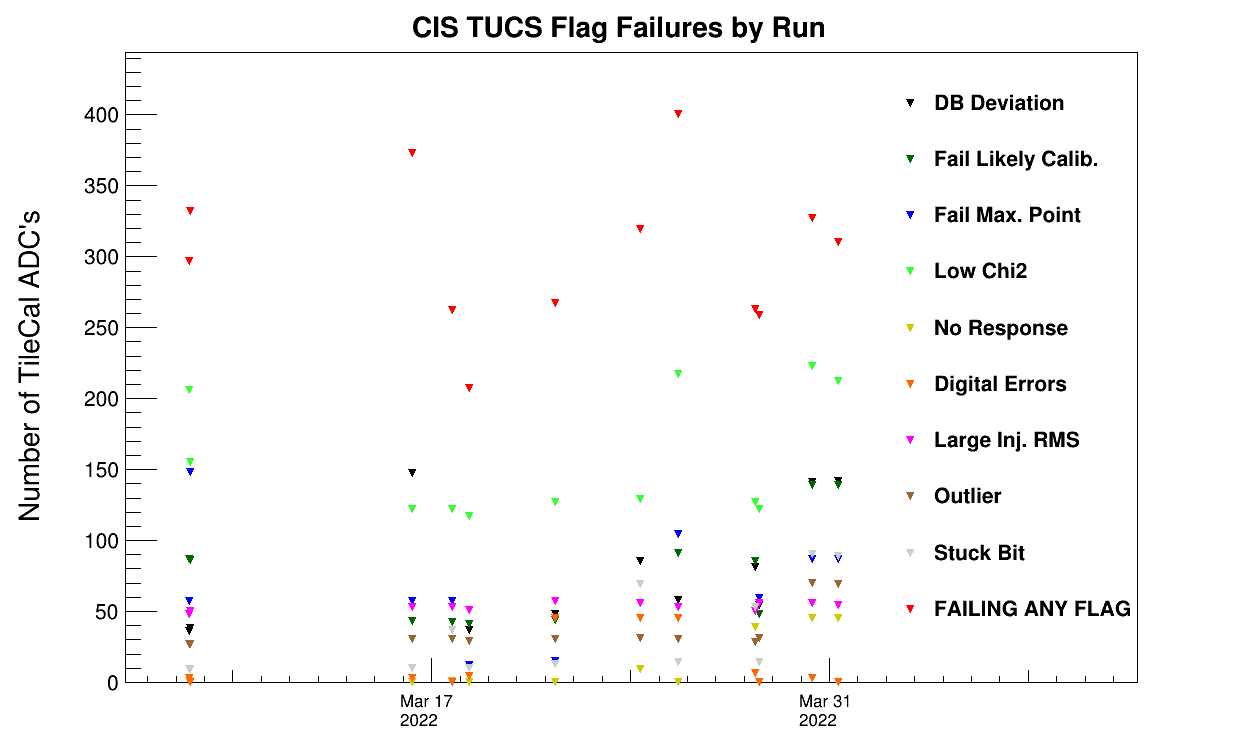 CIS TUCS Flag Failures by Run
Number of TileCal ADC's
400
350
300
250
200
150
100
50
0
Mar 17
2022
Mar 31
2022
DB Deviation
Fail Likely Calib.
Fail Max. Point
Low Chi2
No Response
Digital Errors
Large Inj. RMS
Outlier
Stuck Bit
FAILING ANY FLAG